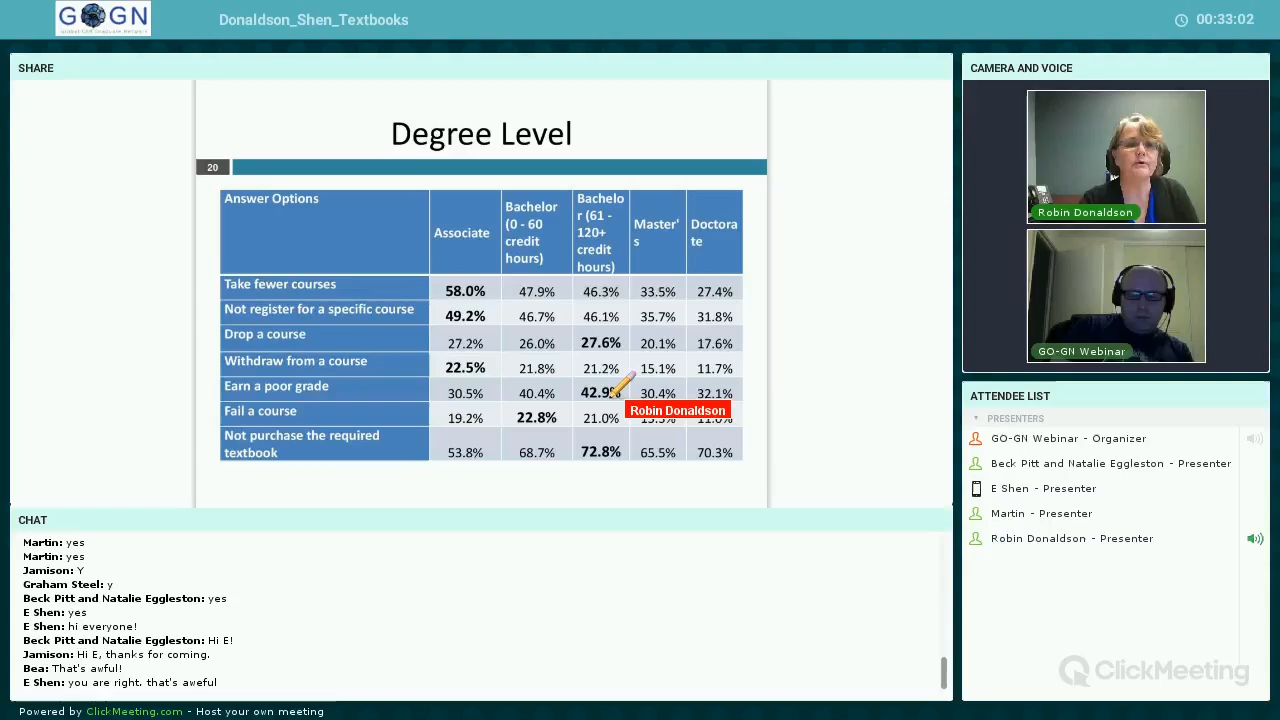 GO GN
Global OER Graduate Network
Donaldson_Shen_Textbooks
00:33:02
SHARE
Degree Level
20
Answer Options
Associate
Bachelor
(0 - 60
credit
hours)
Bachelo
r (61 -
120+
credit
hours)
Master'
s
Doctora
te
Take fewer courses 58.0% 47.9% 46.3% 33.5% 27.4%
Not register for a specific course 49.2% 46.7% 46.1% 35.7% 31.8%
Drop a course 27.2% 26.0% 27.6% 20.1% 17.6%
Withdraw from a course 22.5% 21.8% 21.2% 15.1% 11.7%
Earn a poor grade 30.5% 40.4% 42.9% 30.4% 32.1%
Robin Donaldson
Fail a course 19.2% 22.8% 21.0%
Not purchase the required
textbook 53.8% 68.7% 72.8% 65.5% 70.3%
CHAT
Martin: yes
Martin: yes
Jamison: Y
Graham Steel: y
Beck Pitt and Natalie Eggleston: yes
E Shen: yes
E Shen: hi everyone!
Beck Pitt and Natalie Eggleston: Hi E!
Jamison: Hi E, thanks for coming.
Bea: That's awful!
E Shen: you are right. that's aweful
CAMERA AND VOICE
Robin Donaldson
GO-GN Webinar
ATTENDEE LIST
PRESENTERS
GO-GN Webinar - Organizer
Beck Pitt and Natalie Eggleston - Presenter
E Shen - Presenter
Martin - Presenter
Robin Donaldson - Presenter
ClickMeeting
Powered by ClickMeeting.com - Host your own meeting